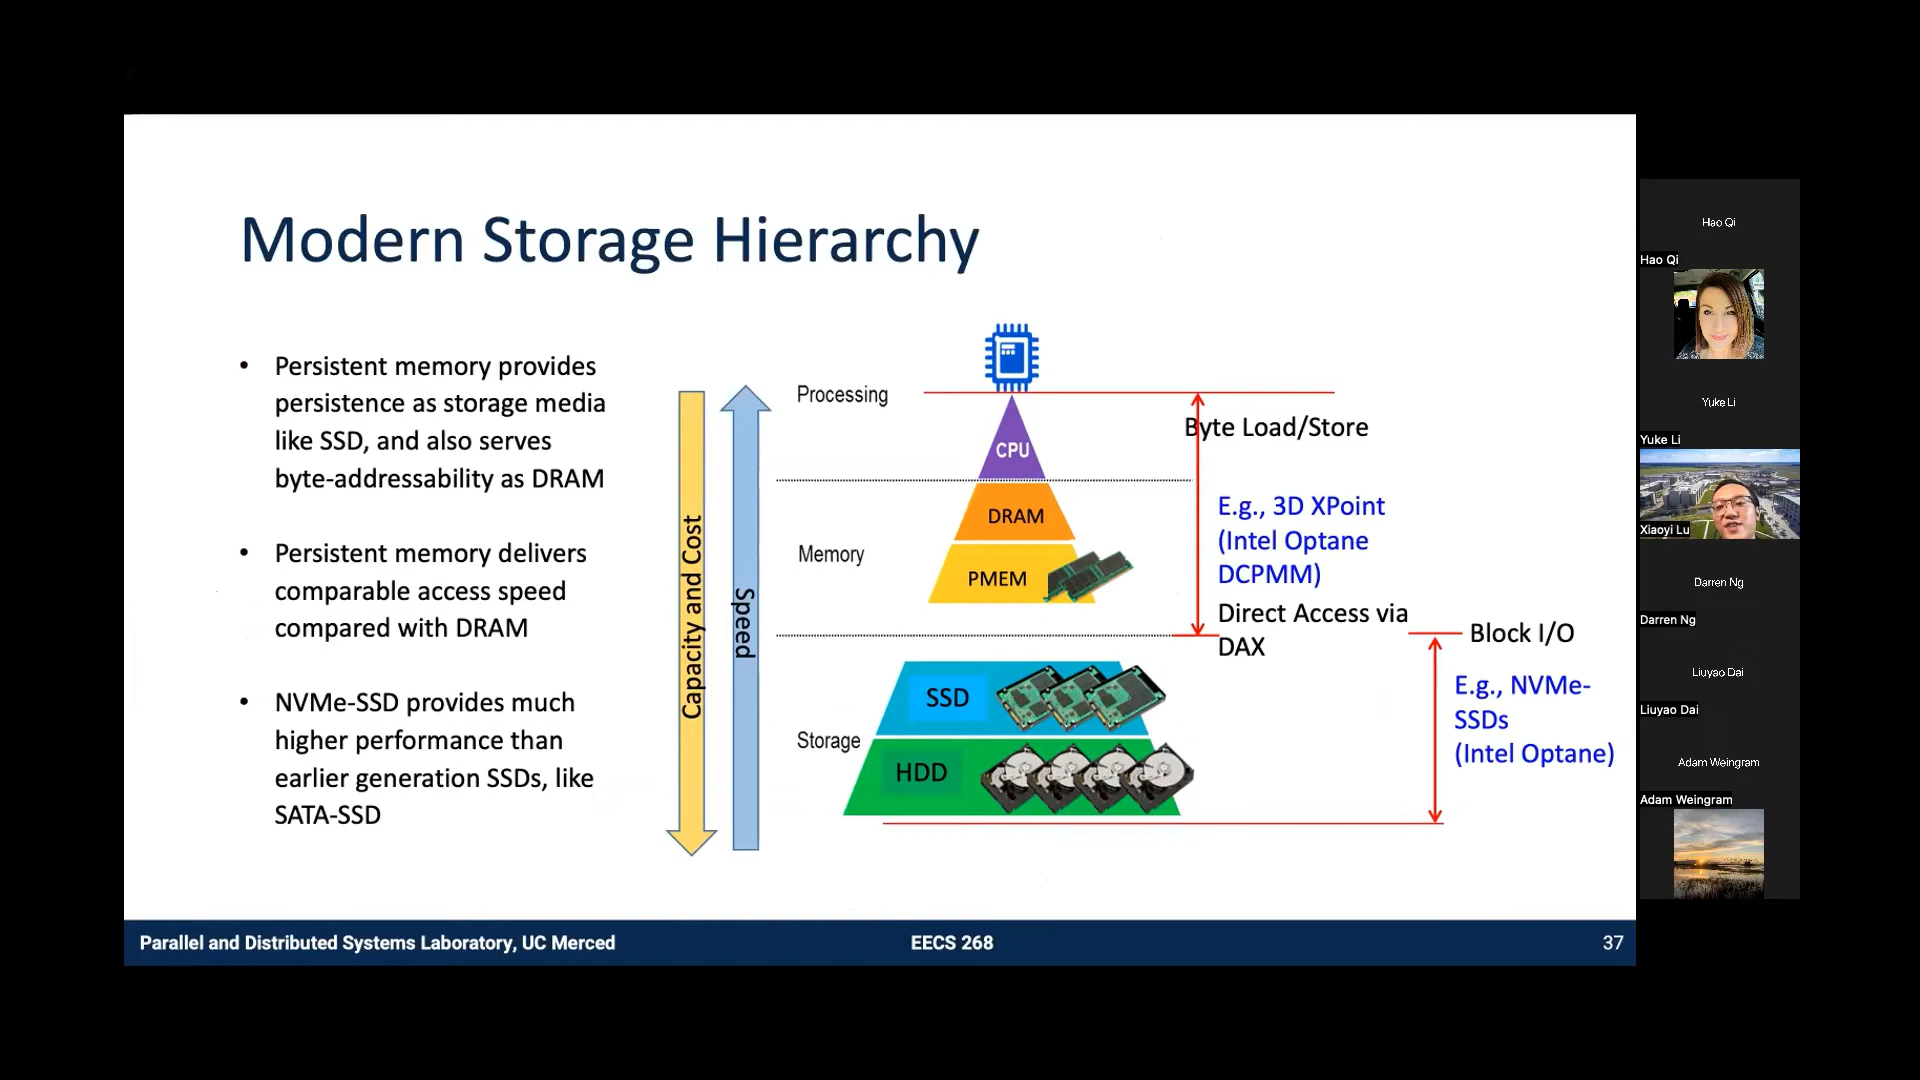 Modern Storage Hierarchy
• Persistent memory provides
persistence as storage media
like SSD, and also serves
byte-addressability as DRAM
• Persistent memory delivers
comparable access speed
compared with DRAM
• NVMe-SSD provides much
higher performance than
earlier generation SSDs, like
SATA-SSD
Capacity and Cost
Speed
Processing
Memory
Storage
CPU
DRAM
PMEM
SSD
HDD
Byte Load/Store
E.g., 3D XPoint
(Intel Optane
DCPMM)
Direct Access via
DAX
Block I/O
E.g., NVMe-
SSDs
(Intel Optane)
Parallel and Distributed Systems Laboratory, UC Merced
EECS 268
37
Hao Qi
Hao Qi
Yuke Li
Yuke Li
Xiaoyi Lu
Darren Ng
Darren Ng
Liuyao Dai
Liuyao Dai
Adam Weingram
Adam Weingram